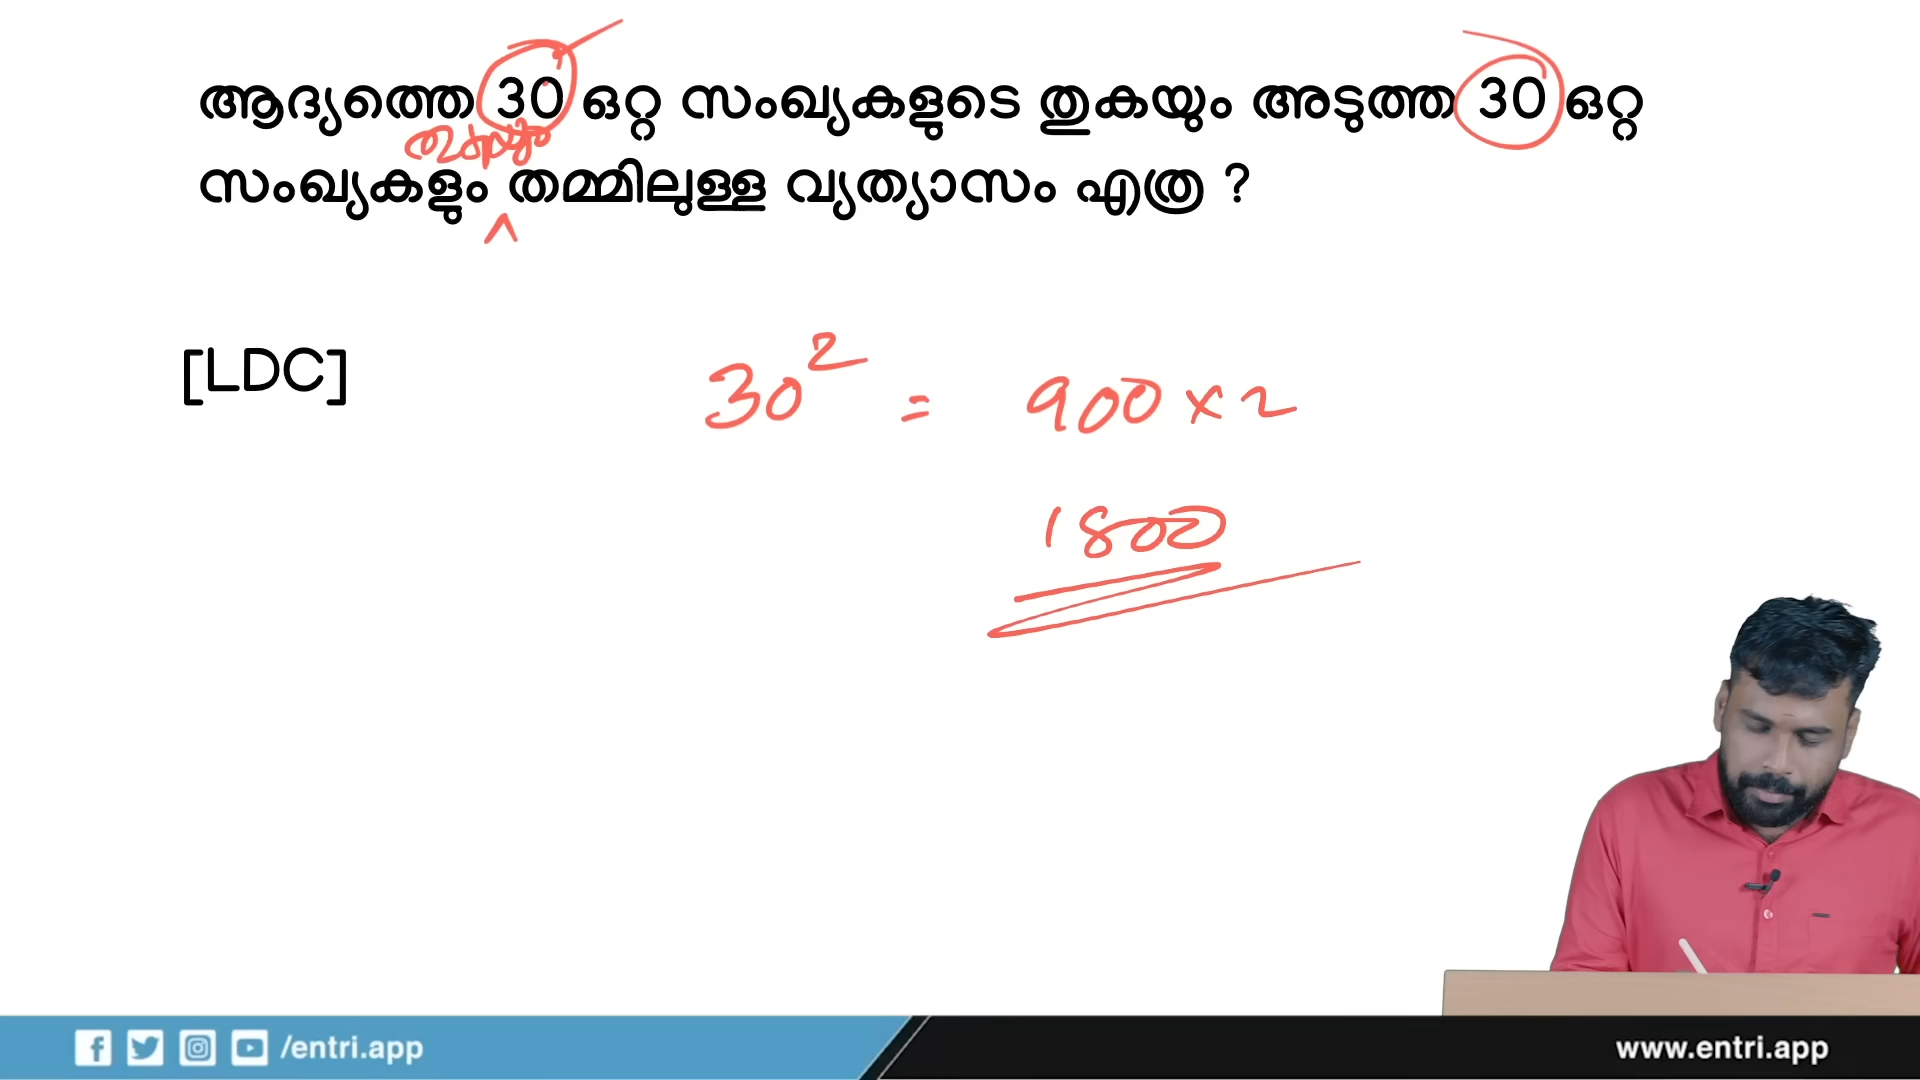 ആദ്യത്തെ 30 ഒറ്റ സംഖ്യകളുടെ തുകയും അടുത്ത 30 ഒറ്റ
തുകയും
സംഖ്യകളും തമ്മിലുള്ള വ്യത്യാസം എത്ര ?
^
[LDC]
30² = 900 × 2
1800
/entri.app
www.entri.app